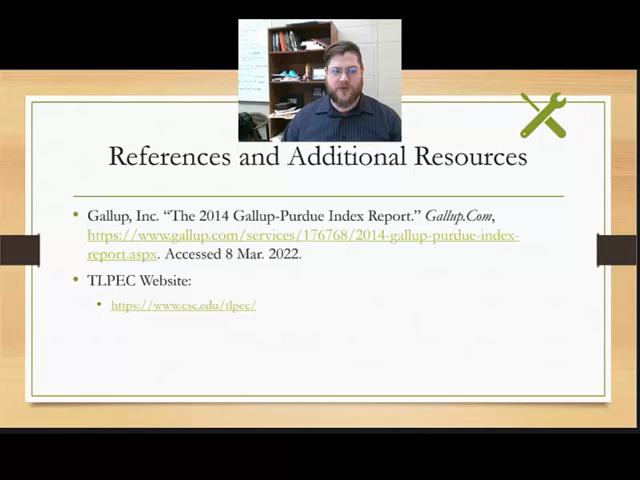 References and Additional Resources
• Gallup, Inc. “The 2014 Gallup-Purdue Index Report.” Gallup.Com,
https://www.gallup.com/services/176768/2014-gallup-purdue-index-
report.aspx. Accessed 8 Mar. 2022.
• TLPEC Website:
• https://www.csc.edu/tlpec/